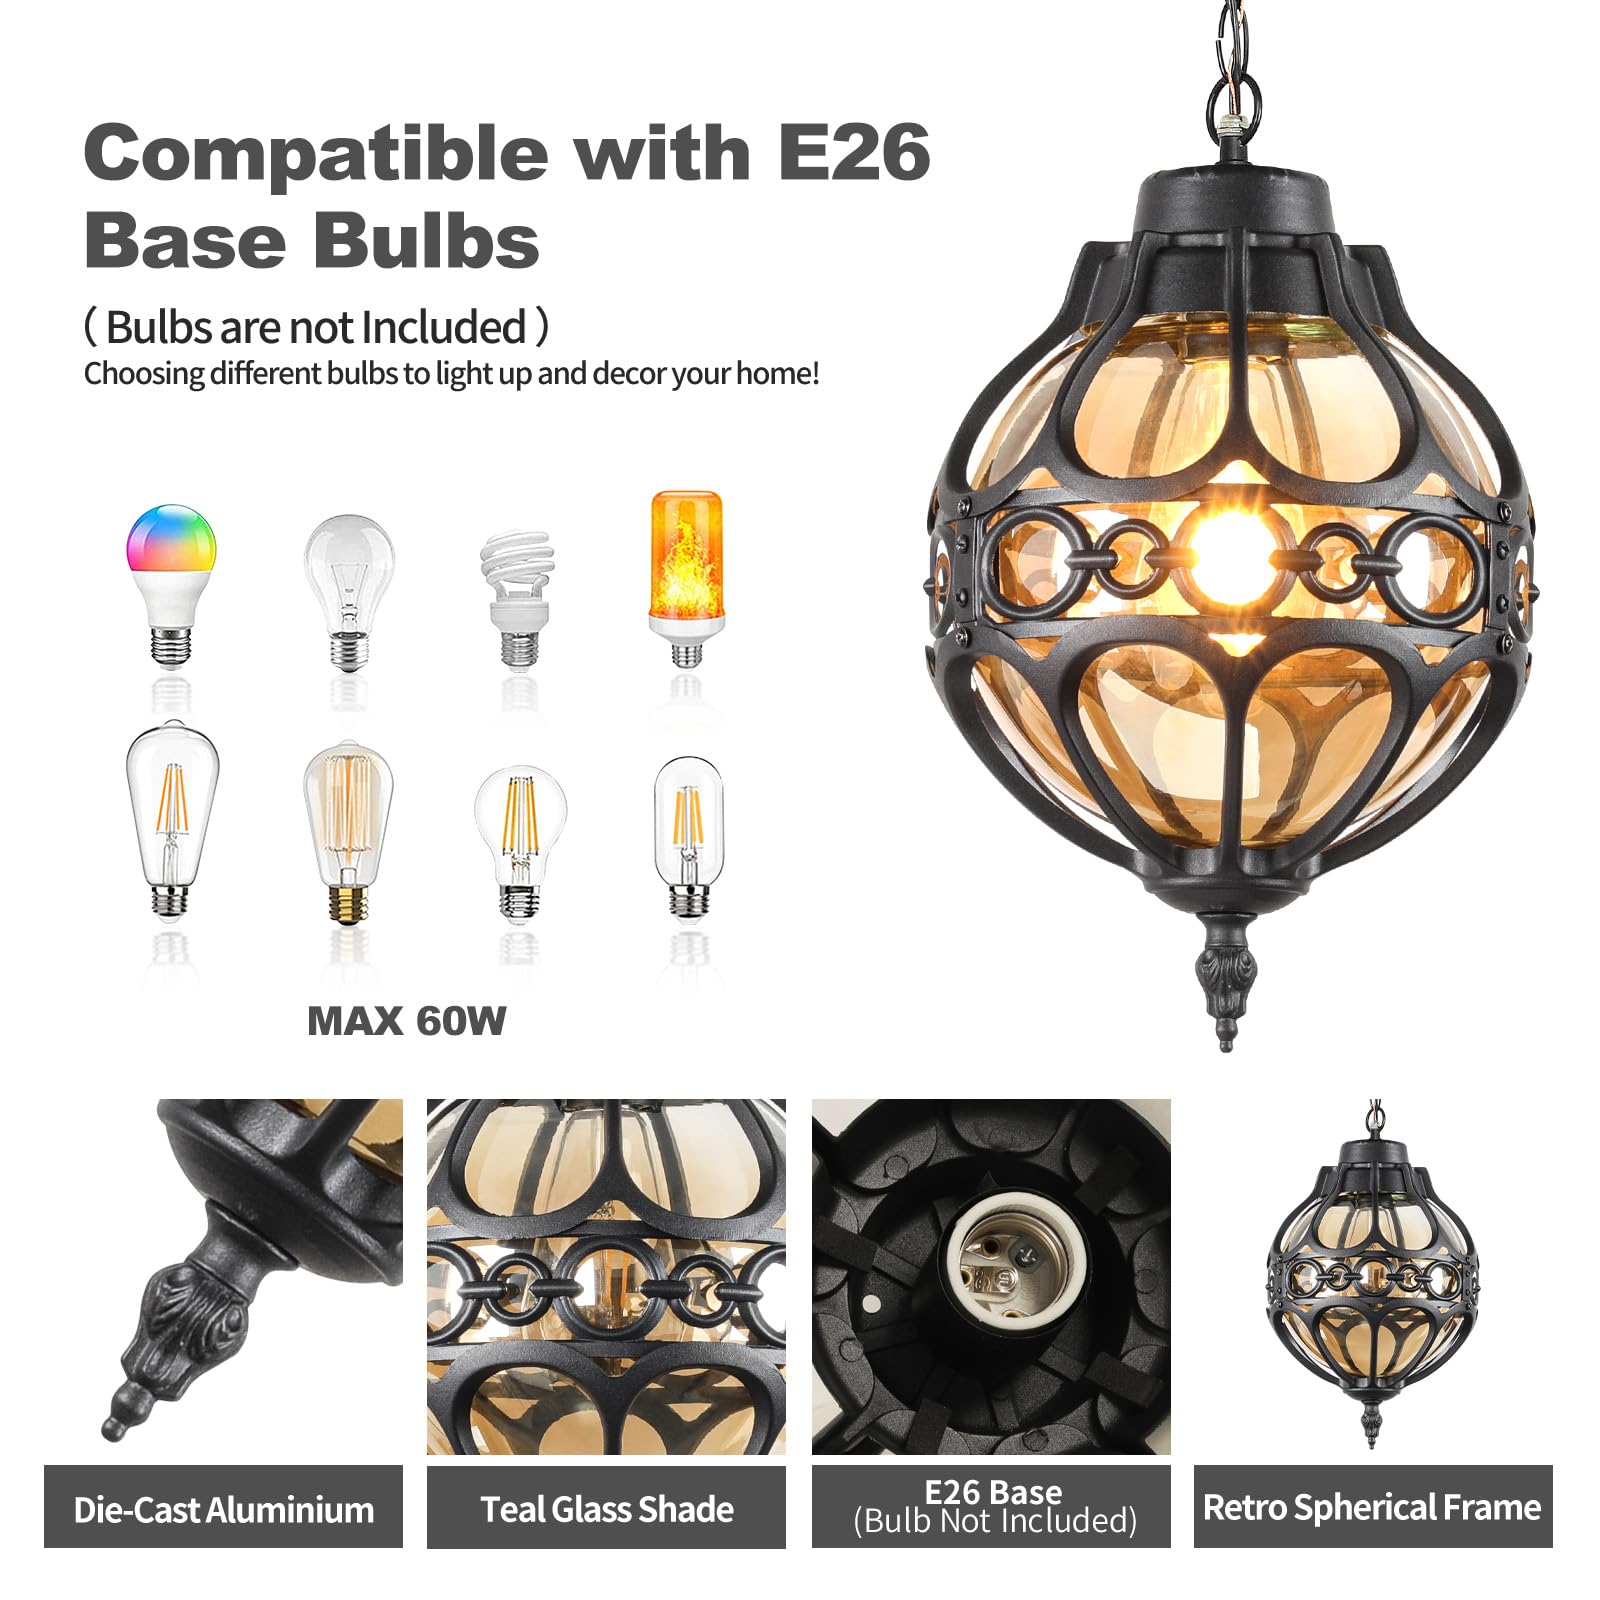 Compatible with E26
Base Bulbs
( Bulbs are not Included )
Choosing different bulbs to light up and decor your home!
MAX 60W
Die-Cast Aluminium
Teal Glass Shade
E26 Base
(Bulb Not Included)
Retro Spherical Frame